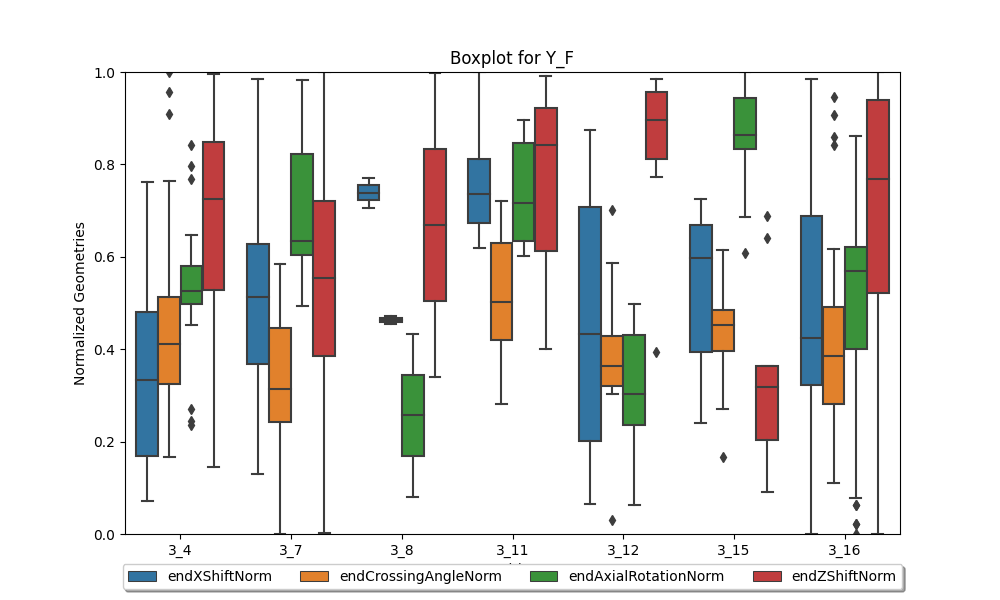 Boxplot for Y_F
Normalized Geometries
1.0
0.8
0.6
0.4
0.2
0.0
3_4 3_7 3_8 3_11 3_12 3_15 3_16
endXShiftNorm endCrossingAngleNorm endAxialRotationNorm endZShiftNorm